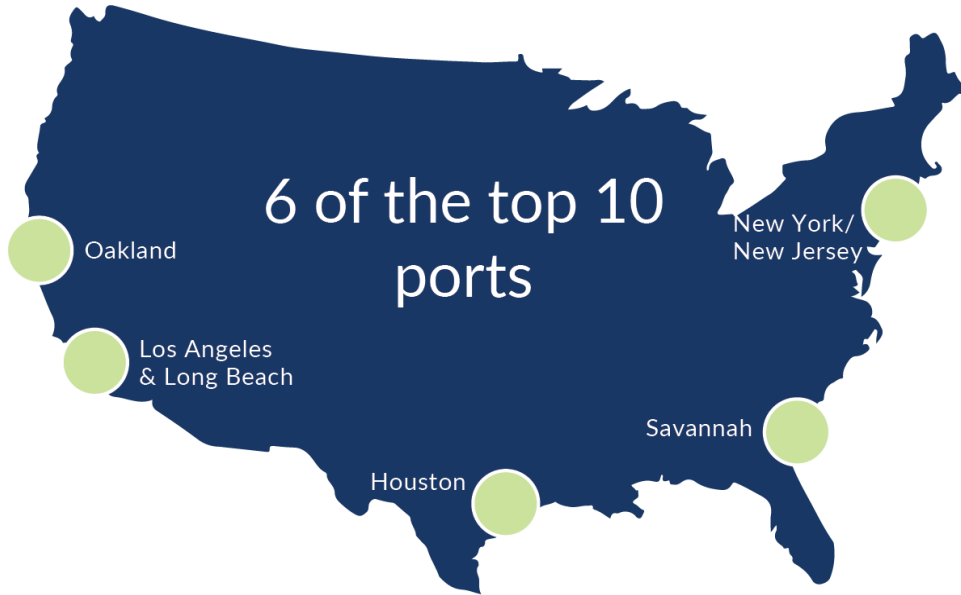 6 of the top 10
ports
New York/
New Jersey
Oakland
Los Angeles
& Long Beach
Savannah
Houston